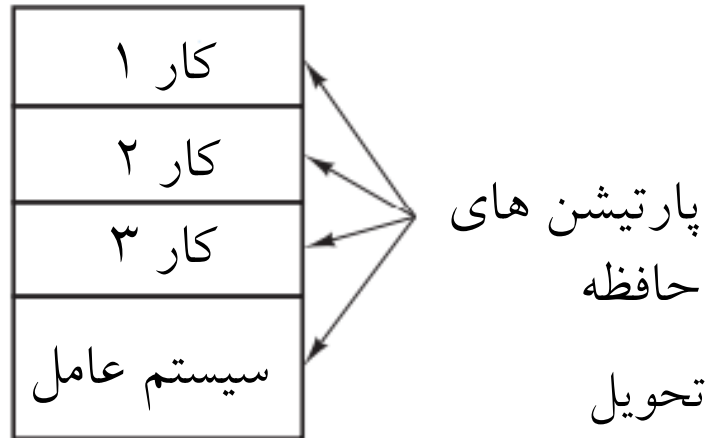 کار ۱
کار ۲
کار ۳
سیستم عامل
پارتیشن های
حافظه
تحویل